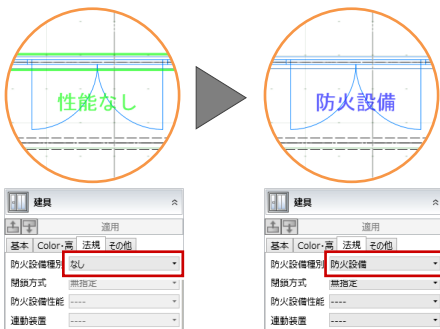 性能なし
防火設備
建具
適用
基本 Color・高 法規 その他
防火設備種別 なし
閉鎖方式 無指定
防火設備性能 ----
連動装置 ----
建具
適用
基本 Color・高 法規 その他
防火設備種別 防火設備
閉鎖方式 無指定
防火設備性能 ----
連動装置 ----